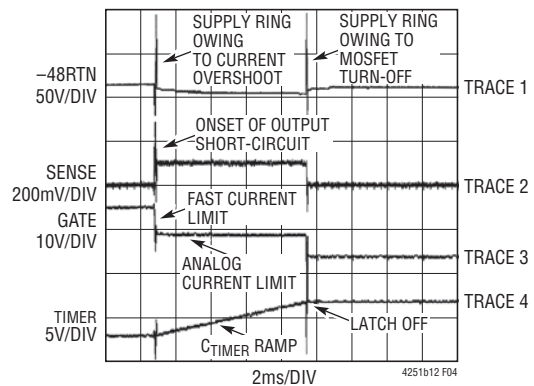 SUPPLY RING
OWING
TO CURRENT
OVERSHOOT
SUPPLY RING
OWING TO
MOSFET
TURN-OFF
–48RTN
50V/DIV
TRACE 1
ONSET OF OUTPUT
SHORT-CIRCUIT
SENSE
200mV/DIV
TRACE 2
GATE
10V/DIV
FAST CURRENT
LIMIT
ANALOG
CURRENT LIMIT
TRACE 3
TRACE 4
TIMER
5V/DIV
LATCH OFF
CTIMER RAMP
2ms/DIV
4251b12 F04